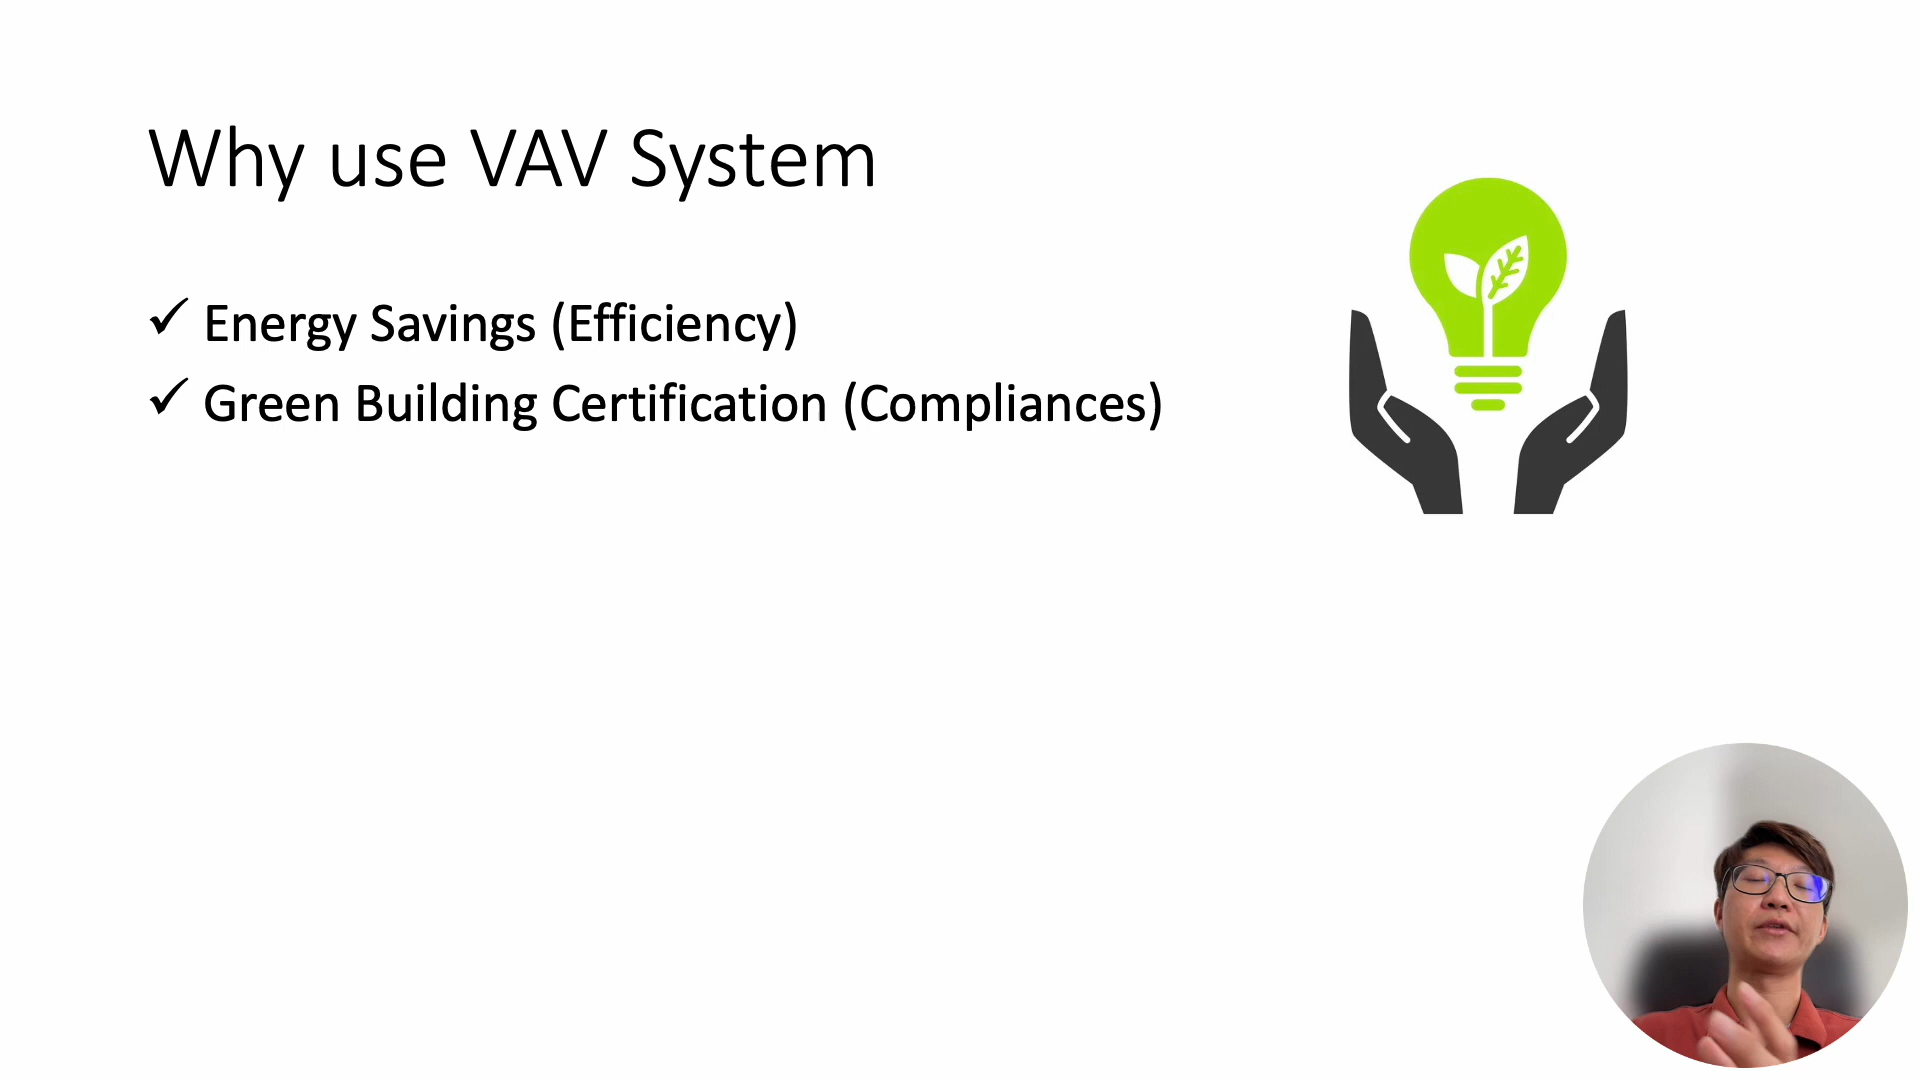 Why use VAV System
✓ Energy Savings (Efficiency)
✓ Green Building Certification (Compliances)